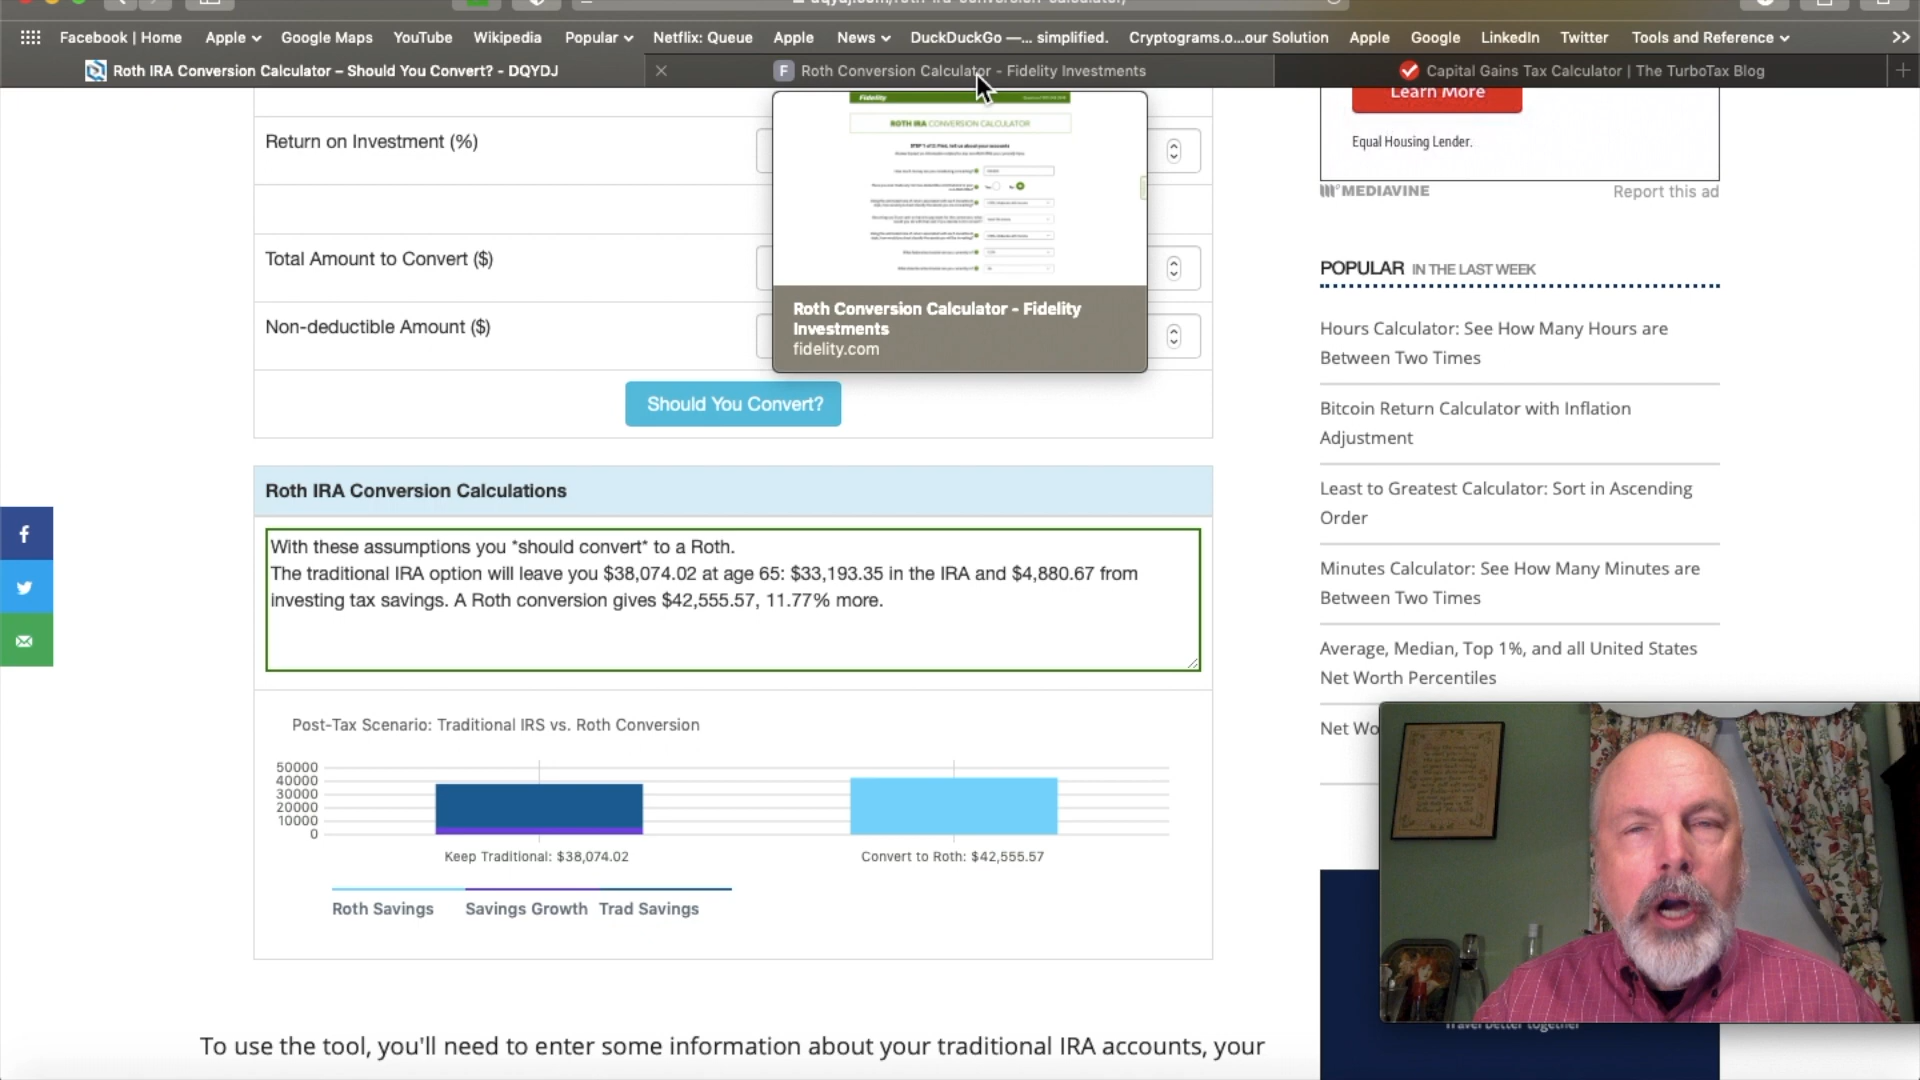 Facebook | Home Apple Google Maps YouTube Wikipedia Popular Netflix: Queue Apple News DuckDuckGo —... simplified. Cryptograms.o...our Solution Apple Google LinkedIn Twitter Tools and Reference
Roth IRA Conversion Calculator – Should You Convert? - DQYDJ
F Roth Conversion Calculator - Fidelity Investments
Capital Gains Tax Calculator | The TurboTax Blog
Return on Investment (%)
Total Amount to Convert ($)
Non-deductible Amount ($)
Should You Convert?
Fidelity
ROTH IRA CONVERSION CALCULATOR
Roth Conversion Calculator - Fidelity
Investments
fidelity.com
Roth IRA Conversion Calculations
With these assumptions you *should convert* to a Roth.
The traditional IRA option will leave you $38,074.02 at age 65: $33,193.35 in the IRA and $4,880.67 from
investing tax savings. A Roth conversion gives $42,555.57, 11.77% more.
Post-Tax Scenario: Traditional IRS vs. Roth Conversion
50000
40000
30000
20000
10000
0
Keep Traditional: $38,074.02 Convert to Roth: $42,555.57
Roth Savings Savings Growth Trad Savings
To use the tool, you'll need to enter some information about your traditional IRA accounts, your
Learn More
Equal Housing Lender.
MEDIAVINE Report this ad
POPULAR IN THE LAST WEEK
Hours Calculator: See How Many Hours are
Between Two Times
Bitcoin Return Calculator with Inflation
Adjustment
Least to Greatest Calculator: Sort in Ascending
Order
Minutes Calculator: See How Many Minutes are
Between Two Times
Average, Median, Top 1%, and all United States
Net Worth Percentiles
Net Wo